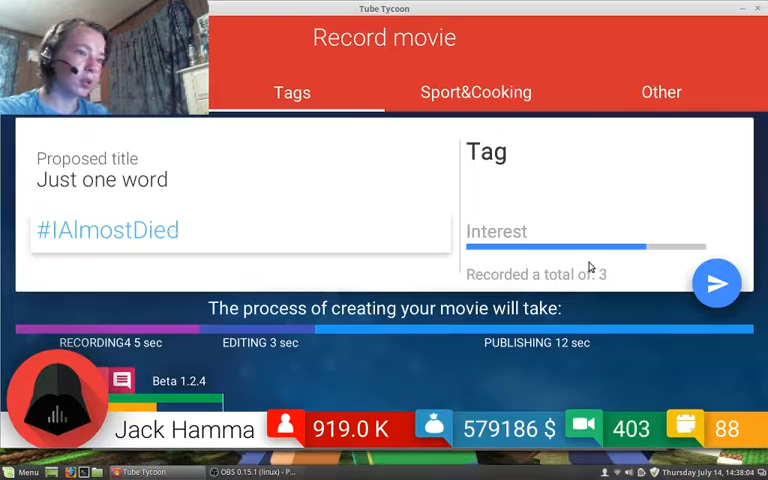 Tube Tycoon
Record movie
Tags Sport&Cooking Other
Proposed title
Just one word
#IAlmostDied
Tag
Interest
Recorded a total of: 3
The process of creating your movie will take:
RECORDING4 5 sec EDITING 3 sec PUBLISHING 12 sec
Beta 1.2.4
Jack Hamma 919.0 K 579186 $ 403 88
Menu Tube Tycoon OBS 0.15.1 (linux) - P... Thursday July 14, 14:38:04